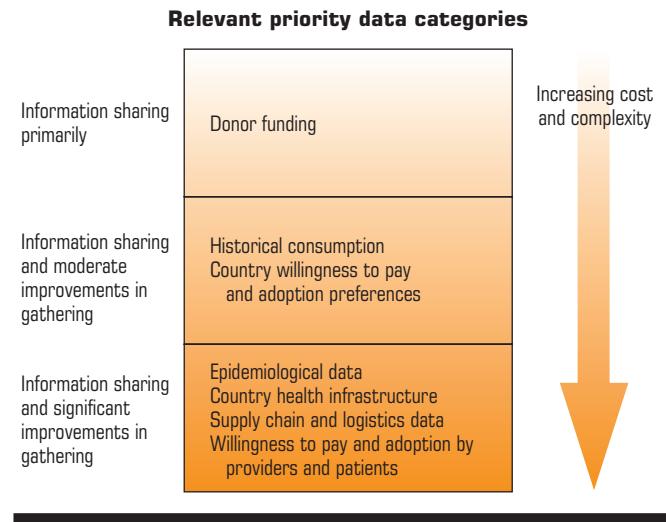 Relevant priority data categories
Information sharing
primarily
Donor funding
Increasing cost
and complexity
Information sharing
and moderate
improvements in
gathering
Historical consumption
Country willingness to pay
and adoption preferences
Information sharing
and significant
improvements in
gathering
Epidemiological data
Country health infrastructure
Supply chain and logistics data
Willingness to pay and adoption by
providers and patients